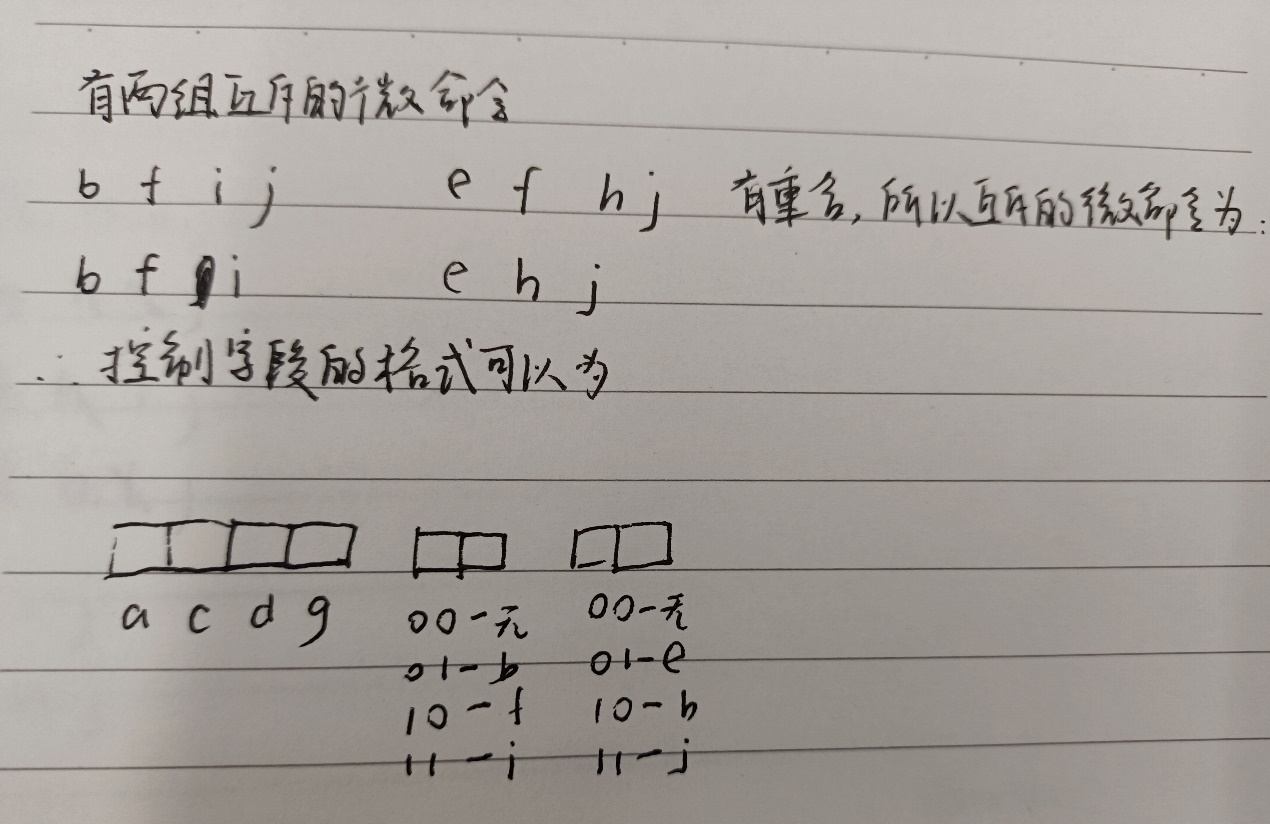 有两组互斥的微命令
b f i j e f h j 有重合,所以互斥的微命令为:
b f i e h j
∴控制字段的格式可以为
a c d g 00-无 00-无
01-b 01-e
10-f 10-h
11-i 11-j